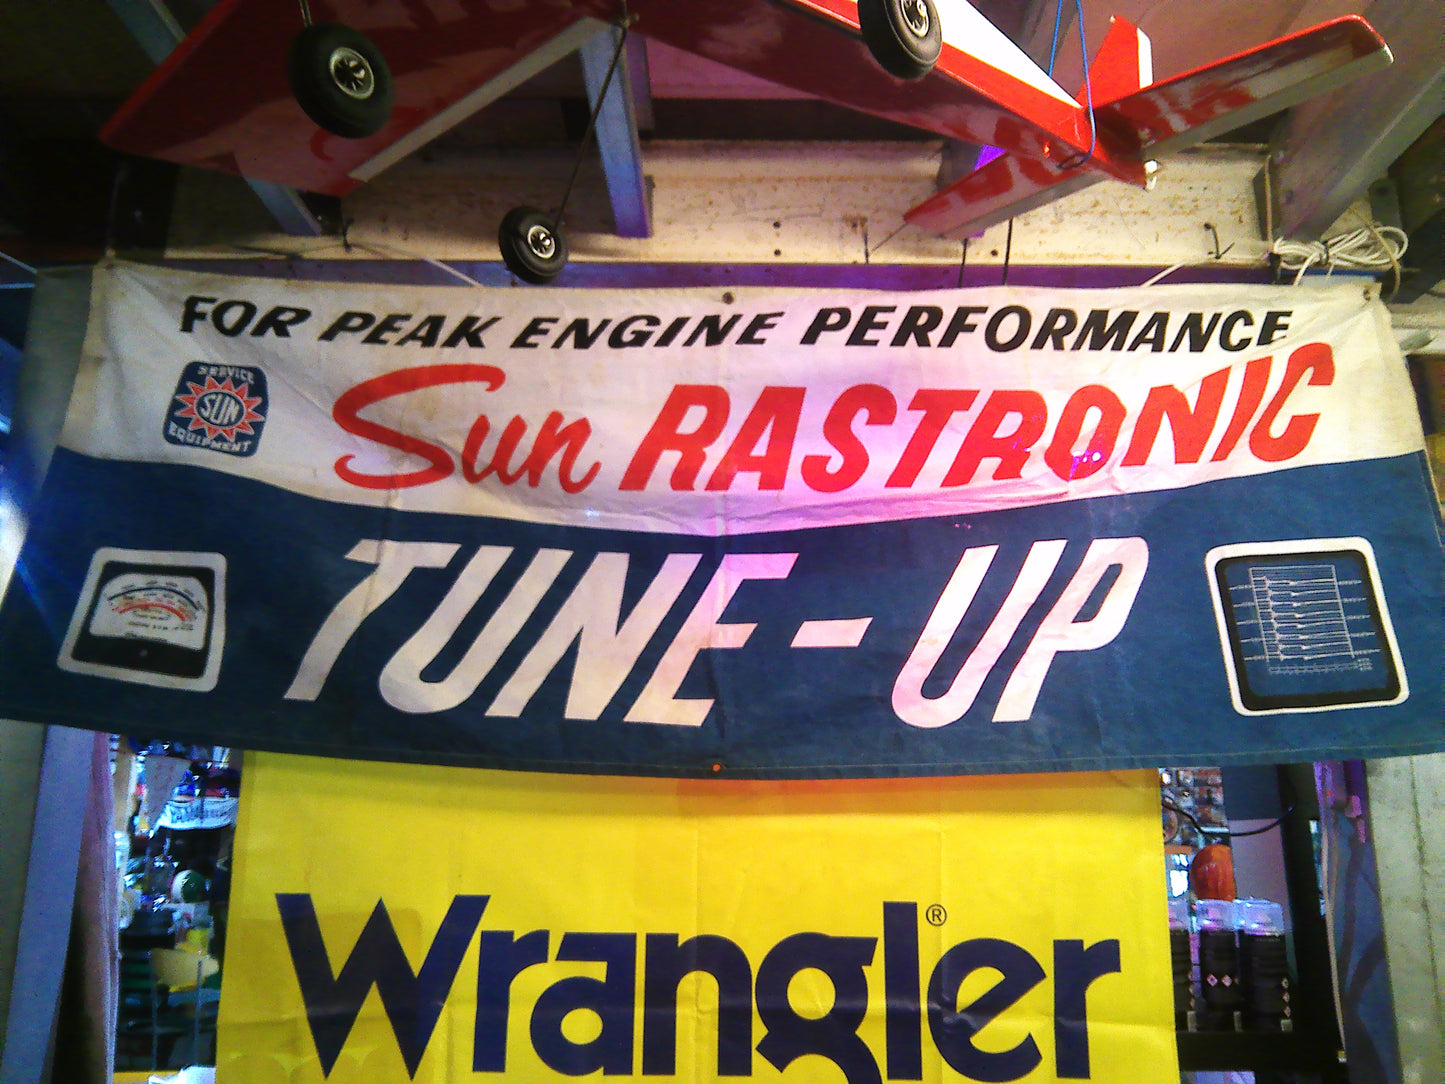 FOR PEAK ENGINE PERFORMANCE
SERVICE
SUN
EQUIPMENT
Sun RASTRONIC
TUNE-UP
Wrangler®